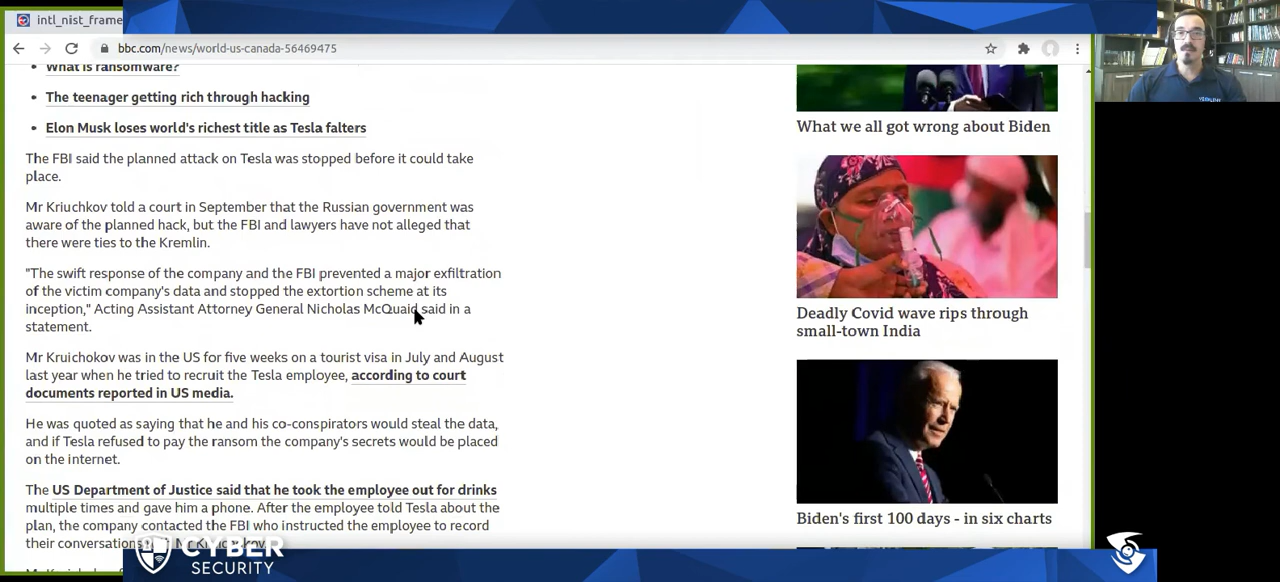 intl_nist_frame
bbc.com/news/world-us-canada-56469475
What is ransomware?
The teenager getting rich through hacking
Elon Musk loses world's richest title as Tesla falters
The FBI said the planned attack on Tesla was stopped before it could take
place.
Mr Kriuchkov told a court in September that the Russian government was
aware of the planned hack, but the FBI and lawyers have not alleged that
there were ties to the Kremlin.
"The swift response of the company and the FBI prevented a major exfiltration
of the victim company's data and stopped the extortion scheme at its
inception," Acting Assistant Attorney General Nicholas McQuaid said in a
statement.
Mr Kruichokov was in the US for five weeks on a tourist visa in July and August
last year when he tried to recruit the Tesla employee, according to court
documents reported in US media.
He was quoted as saying that he and his co-conspirators would steal the data,
and if Tesla refused to pay the ransom the company's secrets would be placed
on the internet.
The US Department of Justice said that he took the employee out for drinks
multiple times and gave him a phone. After the employee told Tesla about the
plan, the company contacted the FBI who instructed the employee to record
their conversations
What we all got wrong about Biden
Deadly Covid wave rips through
small-town India
Biden's first 100 days - in six charts
CYBER
SECURITY